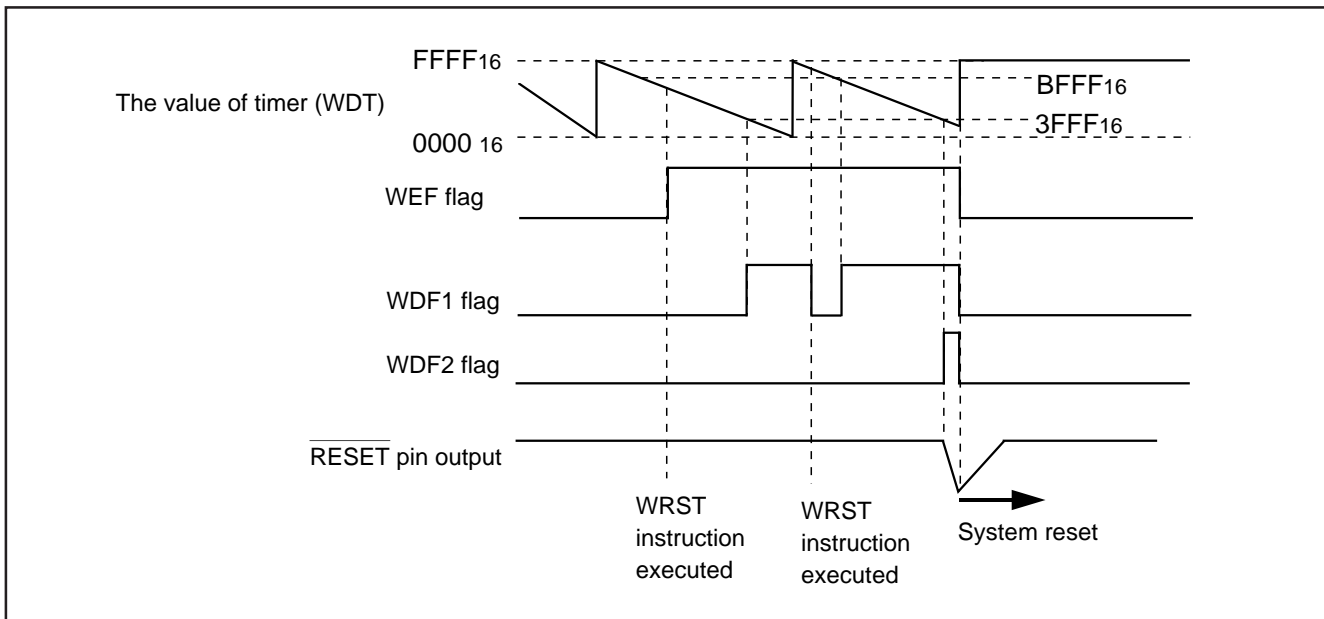 FFFF16
BFFF16
The value of timer (WDT)
3FFF16
0000 16
WEF flag
WDF1 flag
WDF2 flag
RESET pin output
WRST
instruction
executed
WRST
instruction
executed
System reset